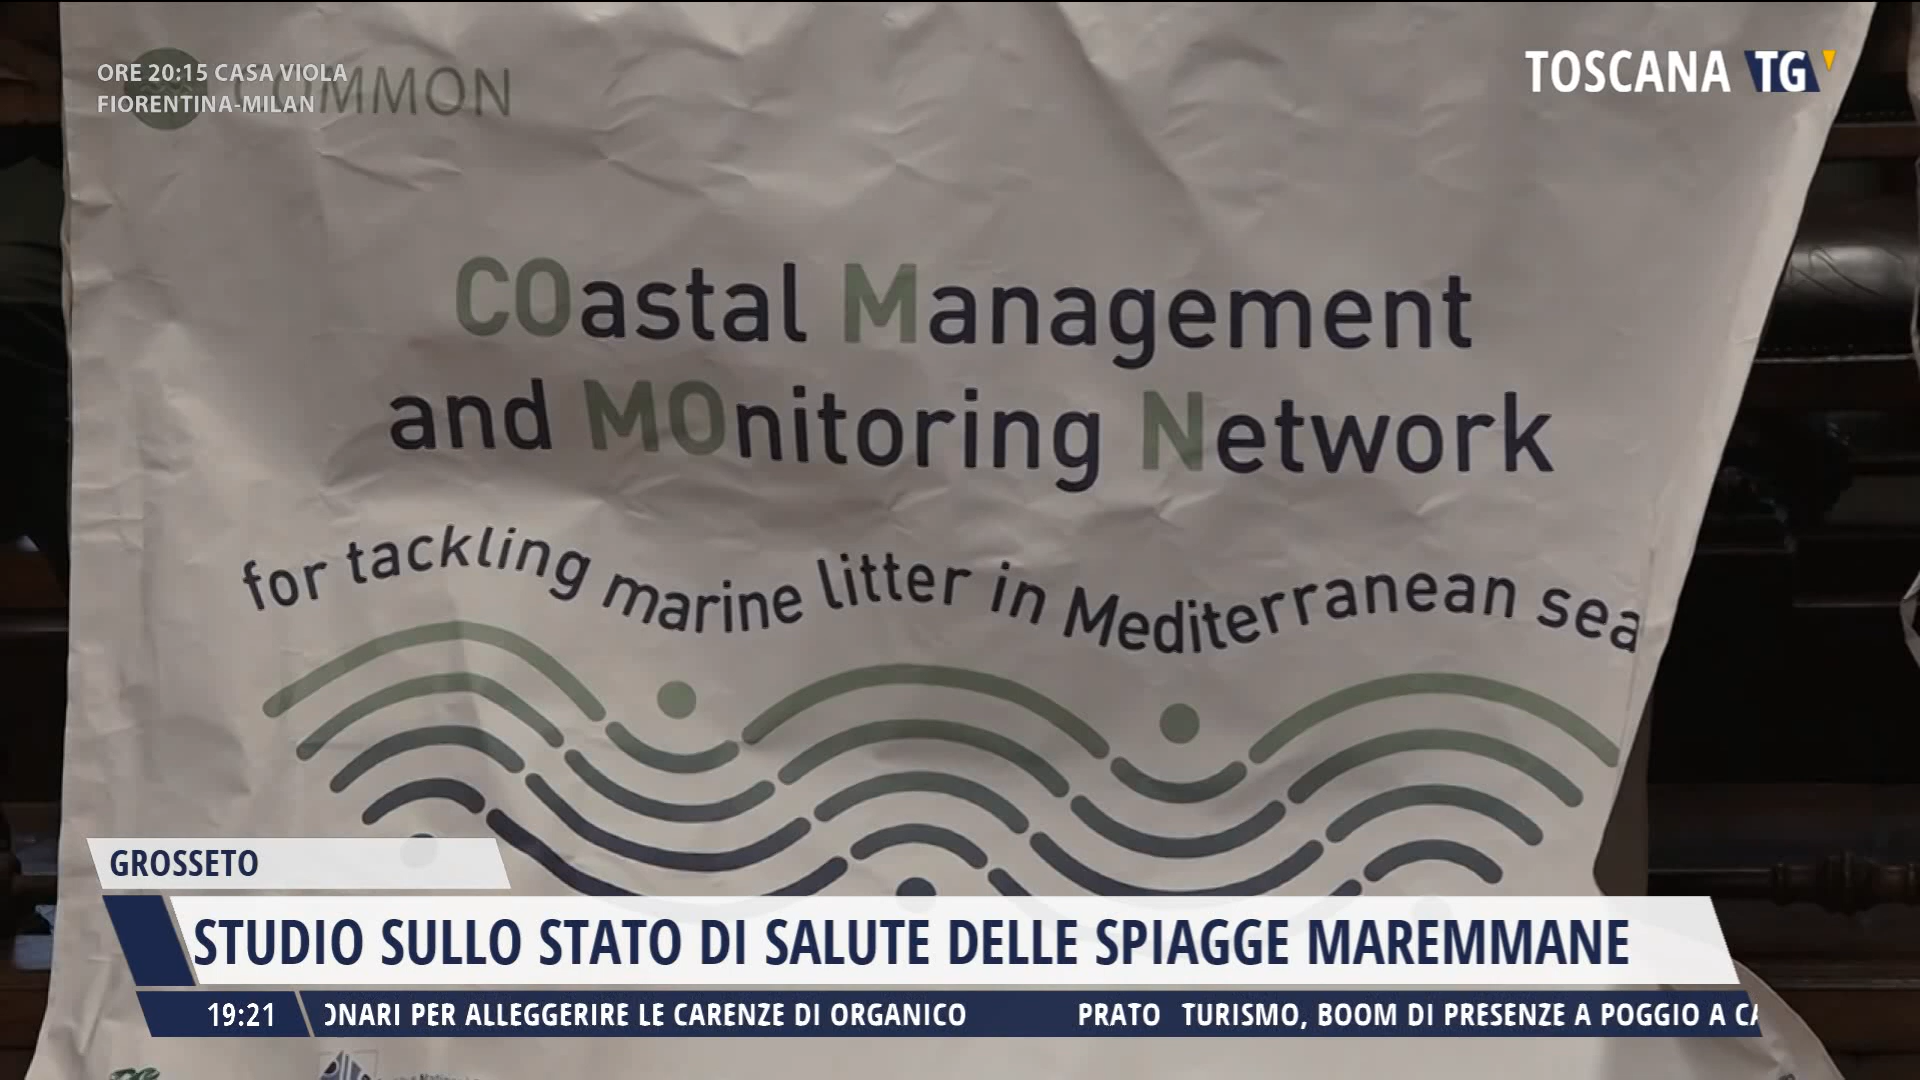 ORE 20:15 CASA VIOLA
FIORENTINA-MILAN
COMMON
TOSCANA TG
COastal Management
and MOnitoring Network
for tackling marine litter in Mediterranean sea
GROSSETO
STUDIO SULLO STATO DI SALUTE DELLE SPIAGGE MAREMMANE
19:21 ONARI PER ALLEGGERIRE LE CARENZE DI ORGANICO PRATO TURISMO, BOOM DI PRESENZE A POGGIO A CA